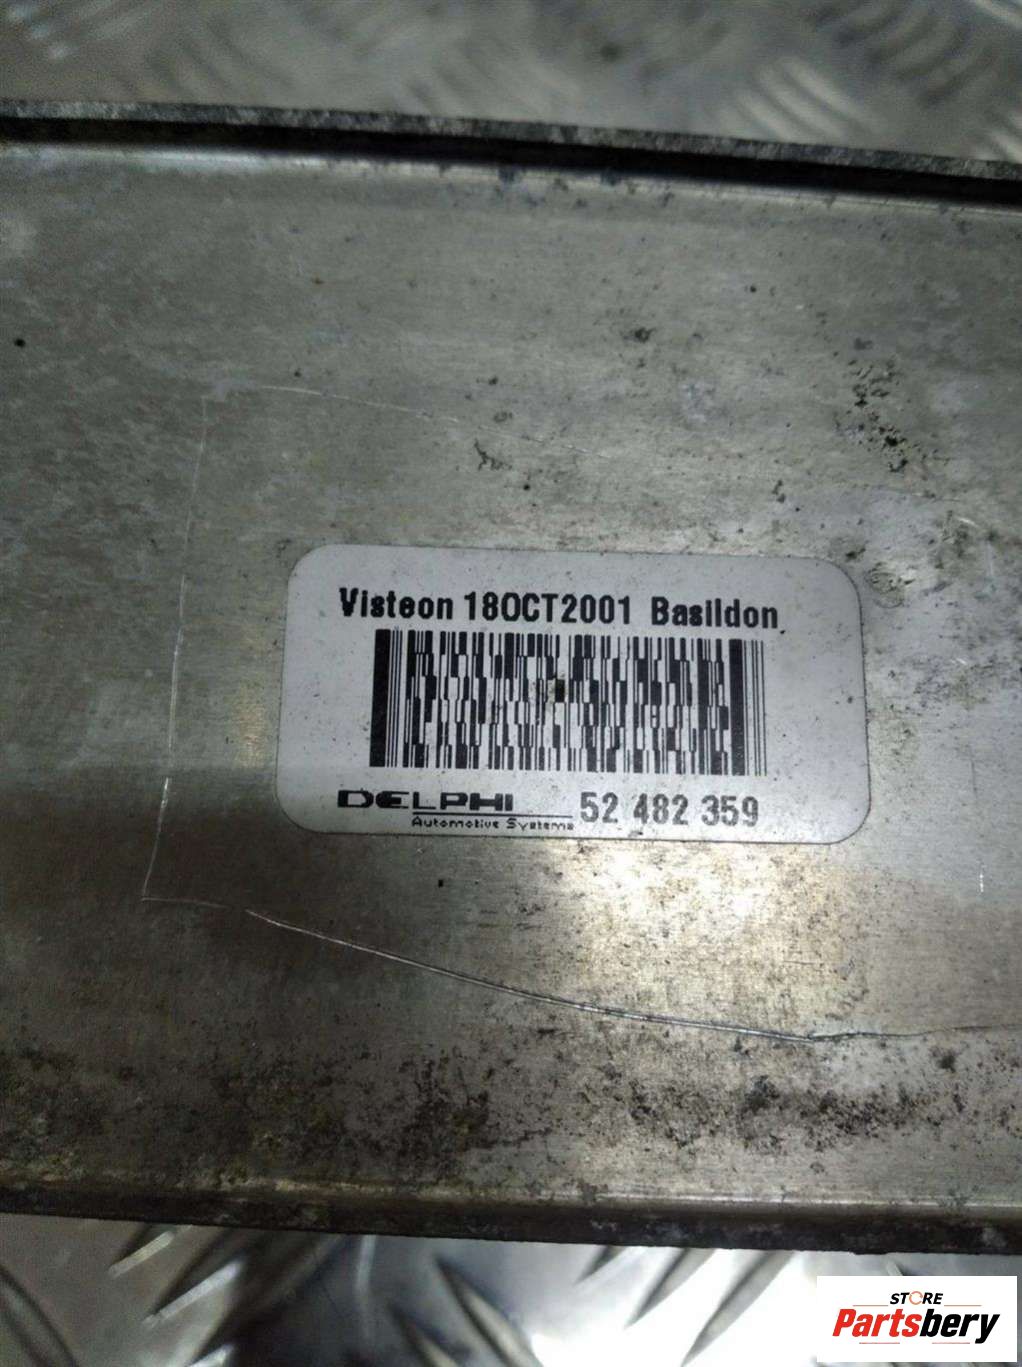 Visteon 18OCT2001 Basildon
DELPHI
Automotive Systems
52 482 359
STORE
Partsbery